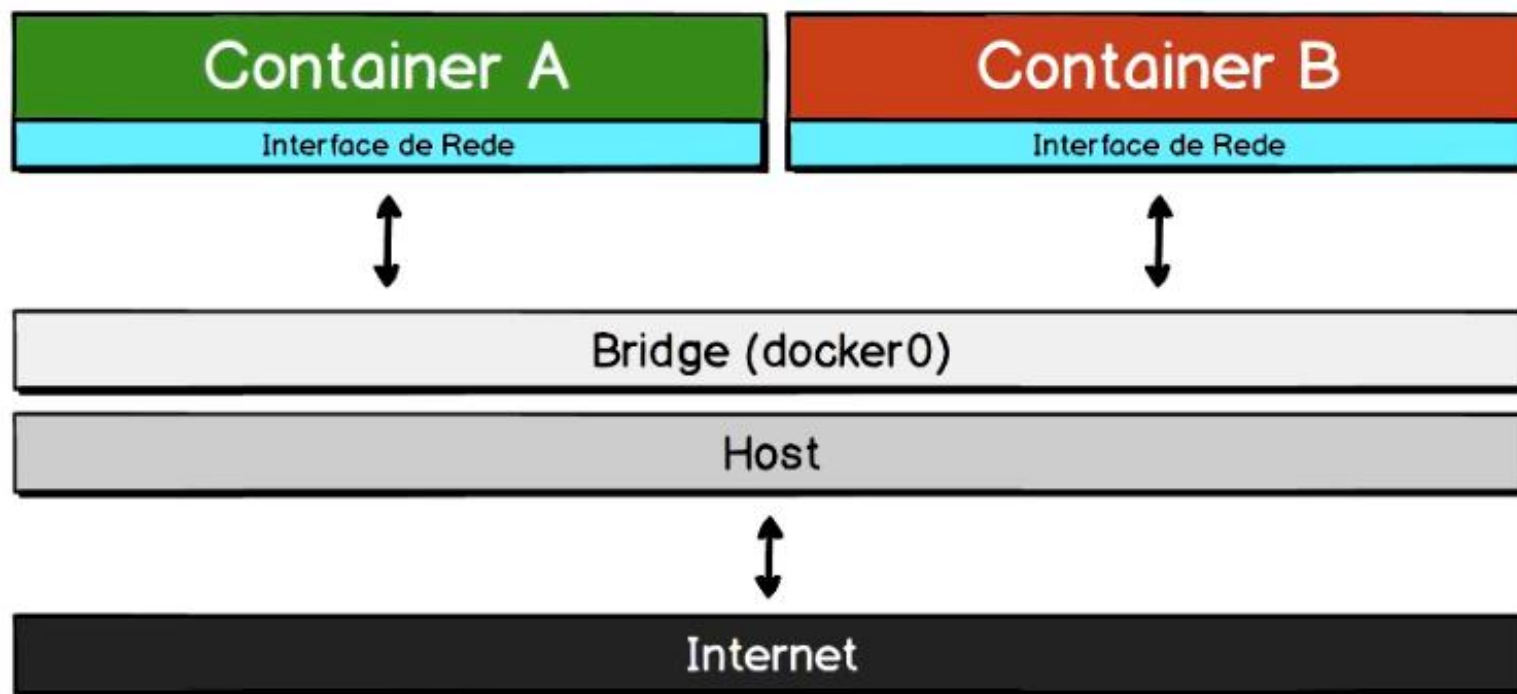 Container A
Container B
Interface de Rede
Interface de Rede
Bridge (docker0)
Host
Internet